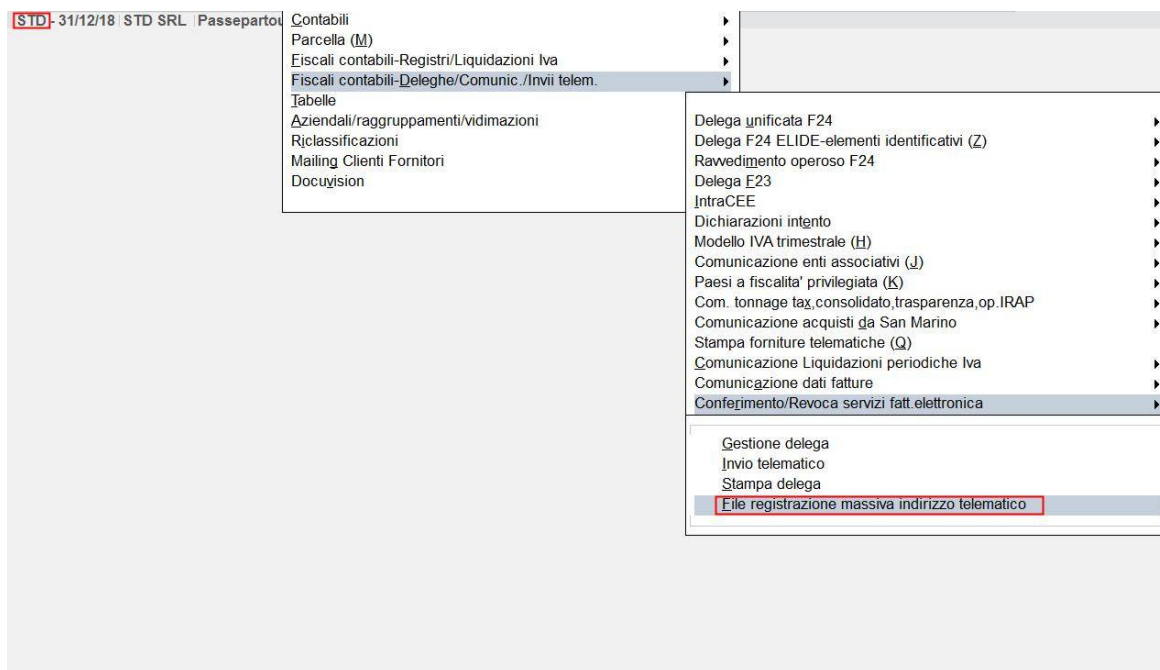 STD - 31/12/18 STD SRL Passepartou
Contabili
Parcella (M)
Fiscali contabili-Registri/Liquidazioni Iva
Fiscali contabili-Deleghe/Comunic./Invii telem.
Tabelle
Aziendali/raggruppamenti/vidimazioni
Riclassificazioni
Mailing Clienti Fornitori
Docuvision
Delega unificata F24
Delega F24 ELIDE-elementi identificativi (Z)
Ravvedimento operoso F24
Delega F23
IntraCEE
Dichiarazioni intento
Modello IVA trimestrale (H)
Comunicazione enti associativi (J)
Paesi a fiscalita' privilegiata (K)
Com. tonnage tax,consolidato,trasparenza,op.IRAP
Comunicazione acquisti da San Marino
Stampa forniture telematiche (Q)
Comunicazione Liquidazioni periodiche Iva
Comunicazione dati fatture
Conferimento/Revoca servizi fatt.elettronica
Gestione delega
Invio telematico
Stampa delega
File registrazione massiva indirizzo telematico